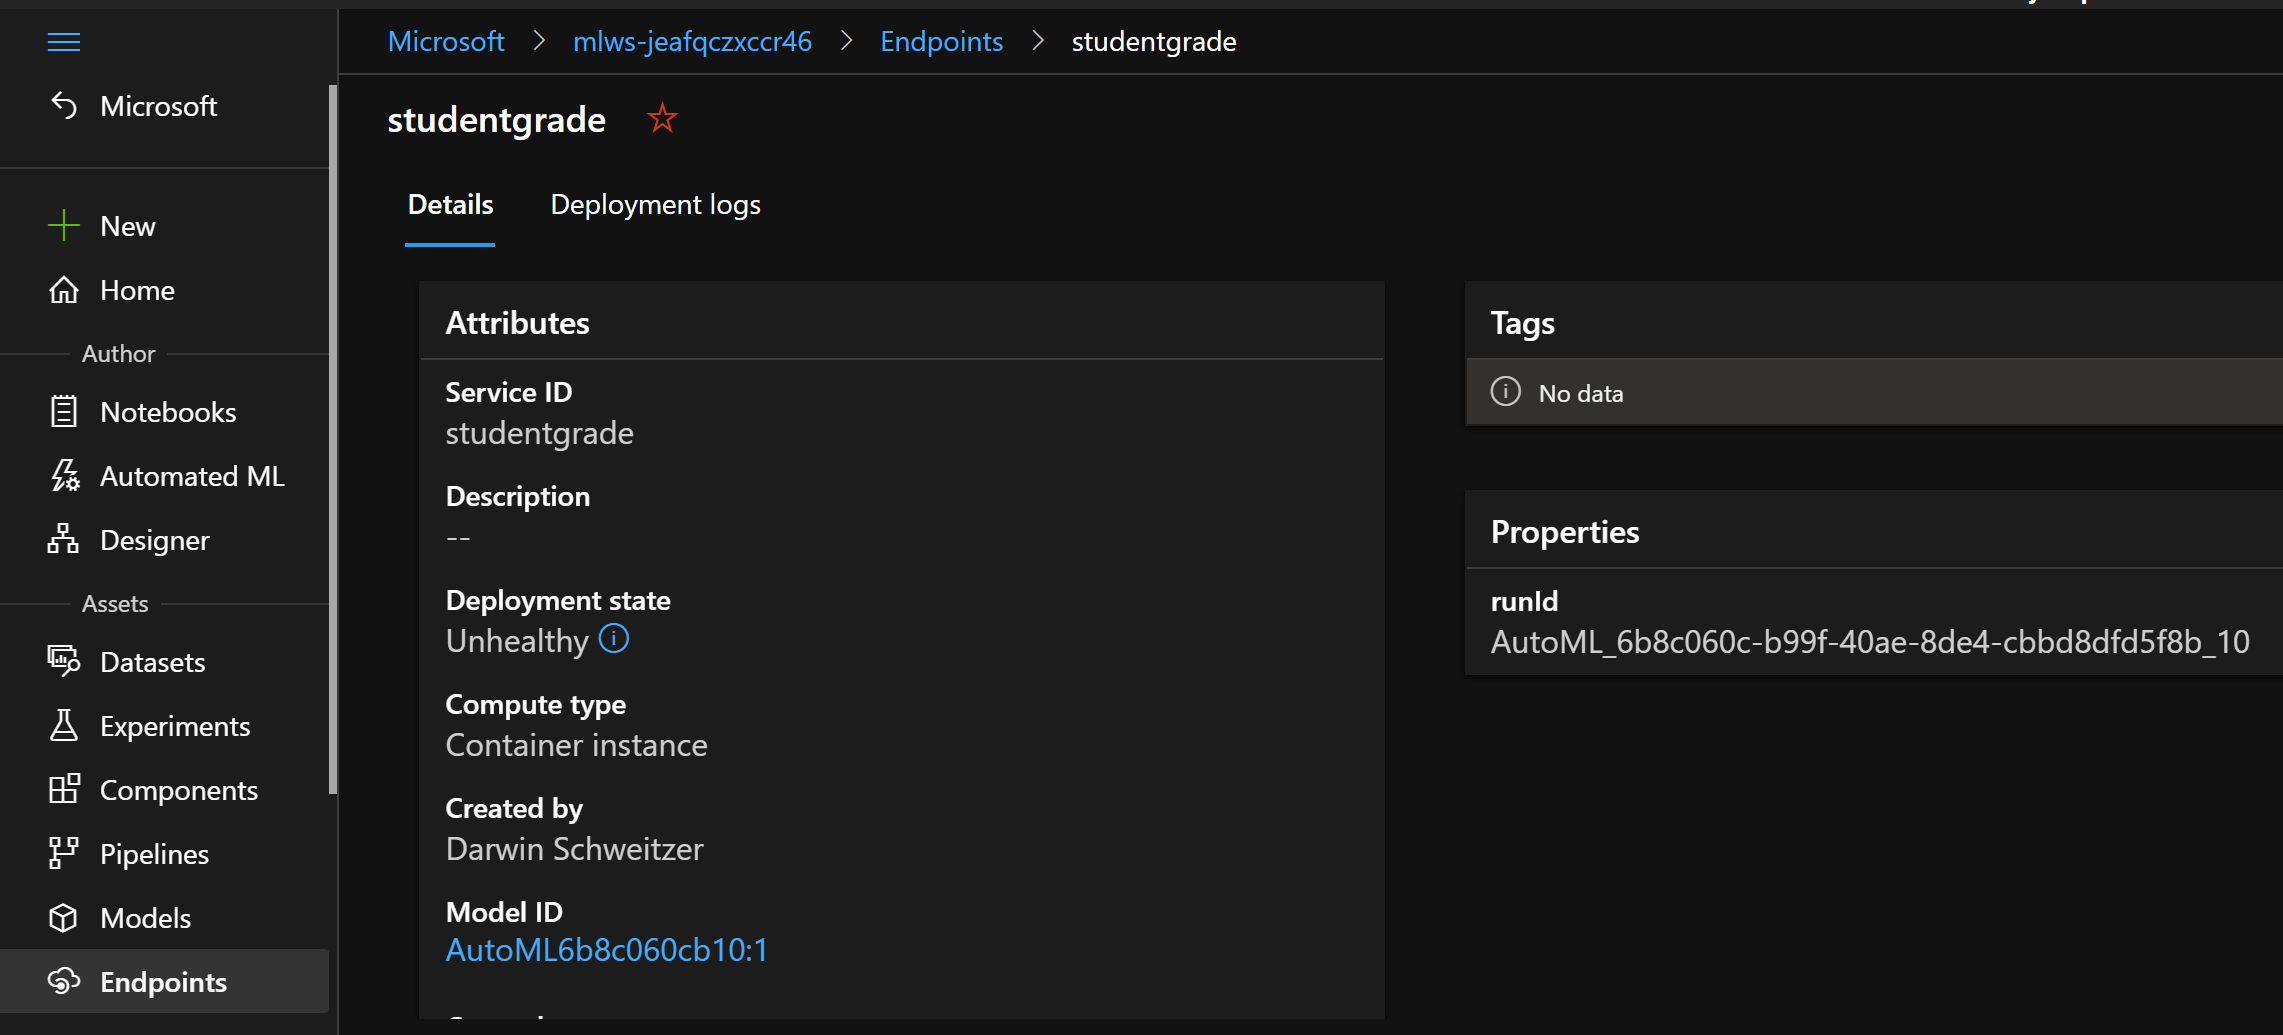 Microsoft > mlws-jeafqczxccr46 > Endpoints > studentgrade
Microsoft
New
Home
Author
Notebooks
Automated ML
Designer
Assets
Datasets
Experiments
Components
Pipelines
Models
Endpoints
studentgrade
Details
Deployment logs
Attributes
Service ID
studentgrade
Description
--
Deployment state
Unhealthy
Compute type
Container instance
Created by
Darwin Schweitzer
Model ID
AutoML6b8c060cb10:1
Tags
No data
Properties
runId
AutoML_6b8c060c-b99f-40ae-8de4-cbbd8dfd5f8b_10